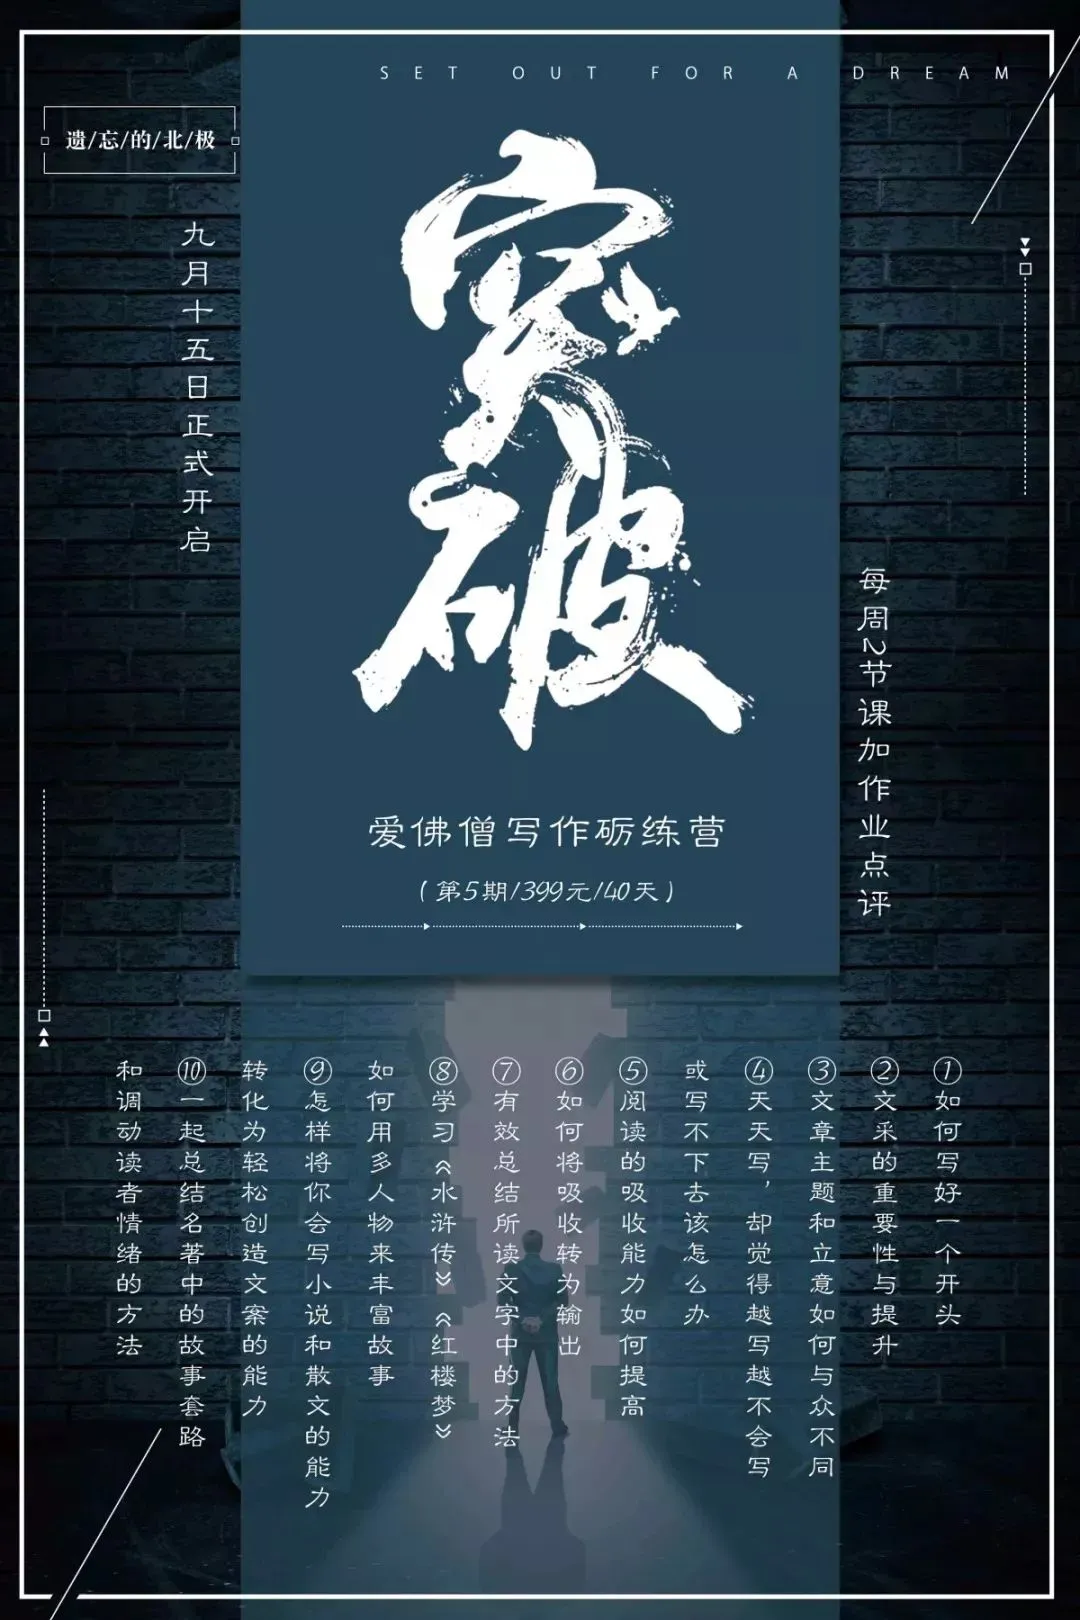 SET OUT FOR A DREAM
遗/忘/的/北/极
九月十五日正式开启
突破
每周2节课加作业点评
爱佛僧写作砺练营
（第5期/399元/40天）
①如何写好一个开头
②文采的重要性与提升
③文章主题和立意如何与众不同
④天天写，却觉得越写越不会写
或写不下去该怎么办
⑤阅读的吸收能力如何提高
⑥如何将吸收转为输出
⑦有效总结所读文字中的方法
⑧学习《水浒传》《红楼梦》
如何用多人物来丰富故事
⑨怎样将你会写小说和散文的能力
转化为轻松创造文案的能力
⑩一起总结名著中的故事套路
和调动读者情绪的方法